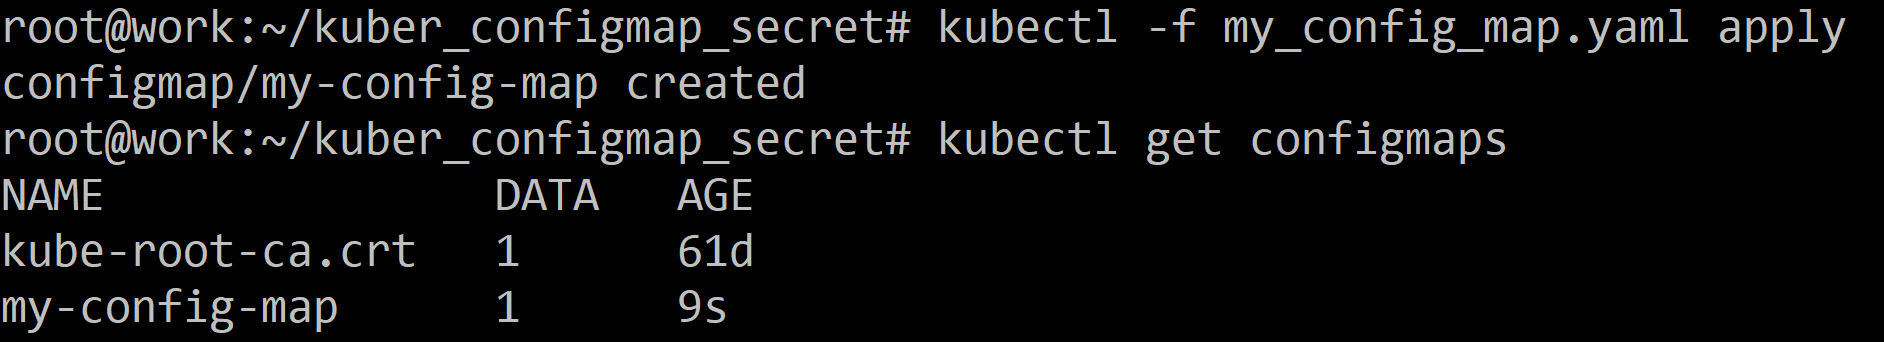 root@work:~/kuber_configmap_secret# kubectl -f my_config_map.yaml apply
configmap/my-config-map created
root@work:~/kuber_configmap_secret# kubectl get configmaps
NAME               DATA   AGE
kube-root-ca.crt   1      61d
my-config-map      1      9s